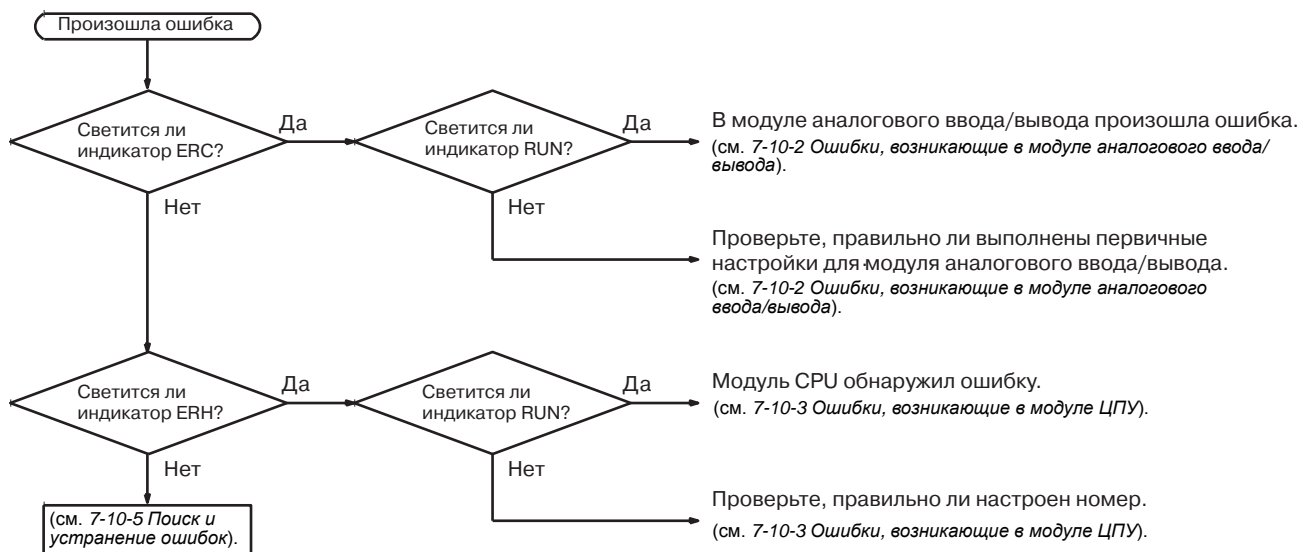 Произошла ошибка
Светится ли
индикатор ERC?
Да
Светится ли
индикатор RUN?
Да
В модуле аналогового ввода/вывода произошла ошибка.
(см. 7-10-2 Ошибки, возникающие в модуле аналогового ввода/
вывода).
Нет
Нет
Проверьте, правильно ли выполнены первичные
настройки для модуля аналогового ввода/вывода.
(см. 7-10-2 Ошибки, возникающие в модуле аналогового
ввода/вывода).
Светится ли
индикатор ERH?
Да
Светится ли
индикатор RUN?
Да
Модуль CPU обнаружил ошибку.
(см. 7-10-3 Ошибки, возникающие в модуле ЦПУ).
Нет
Нет
(см. 7-10-5 Поиск и
устранение ошибок).
Проверьте, правильно ли настроен номер.
(см. 7-10-3 Ошибки, возникающие в модуле ЦПУ).